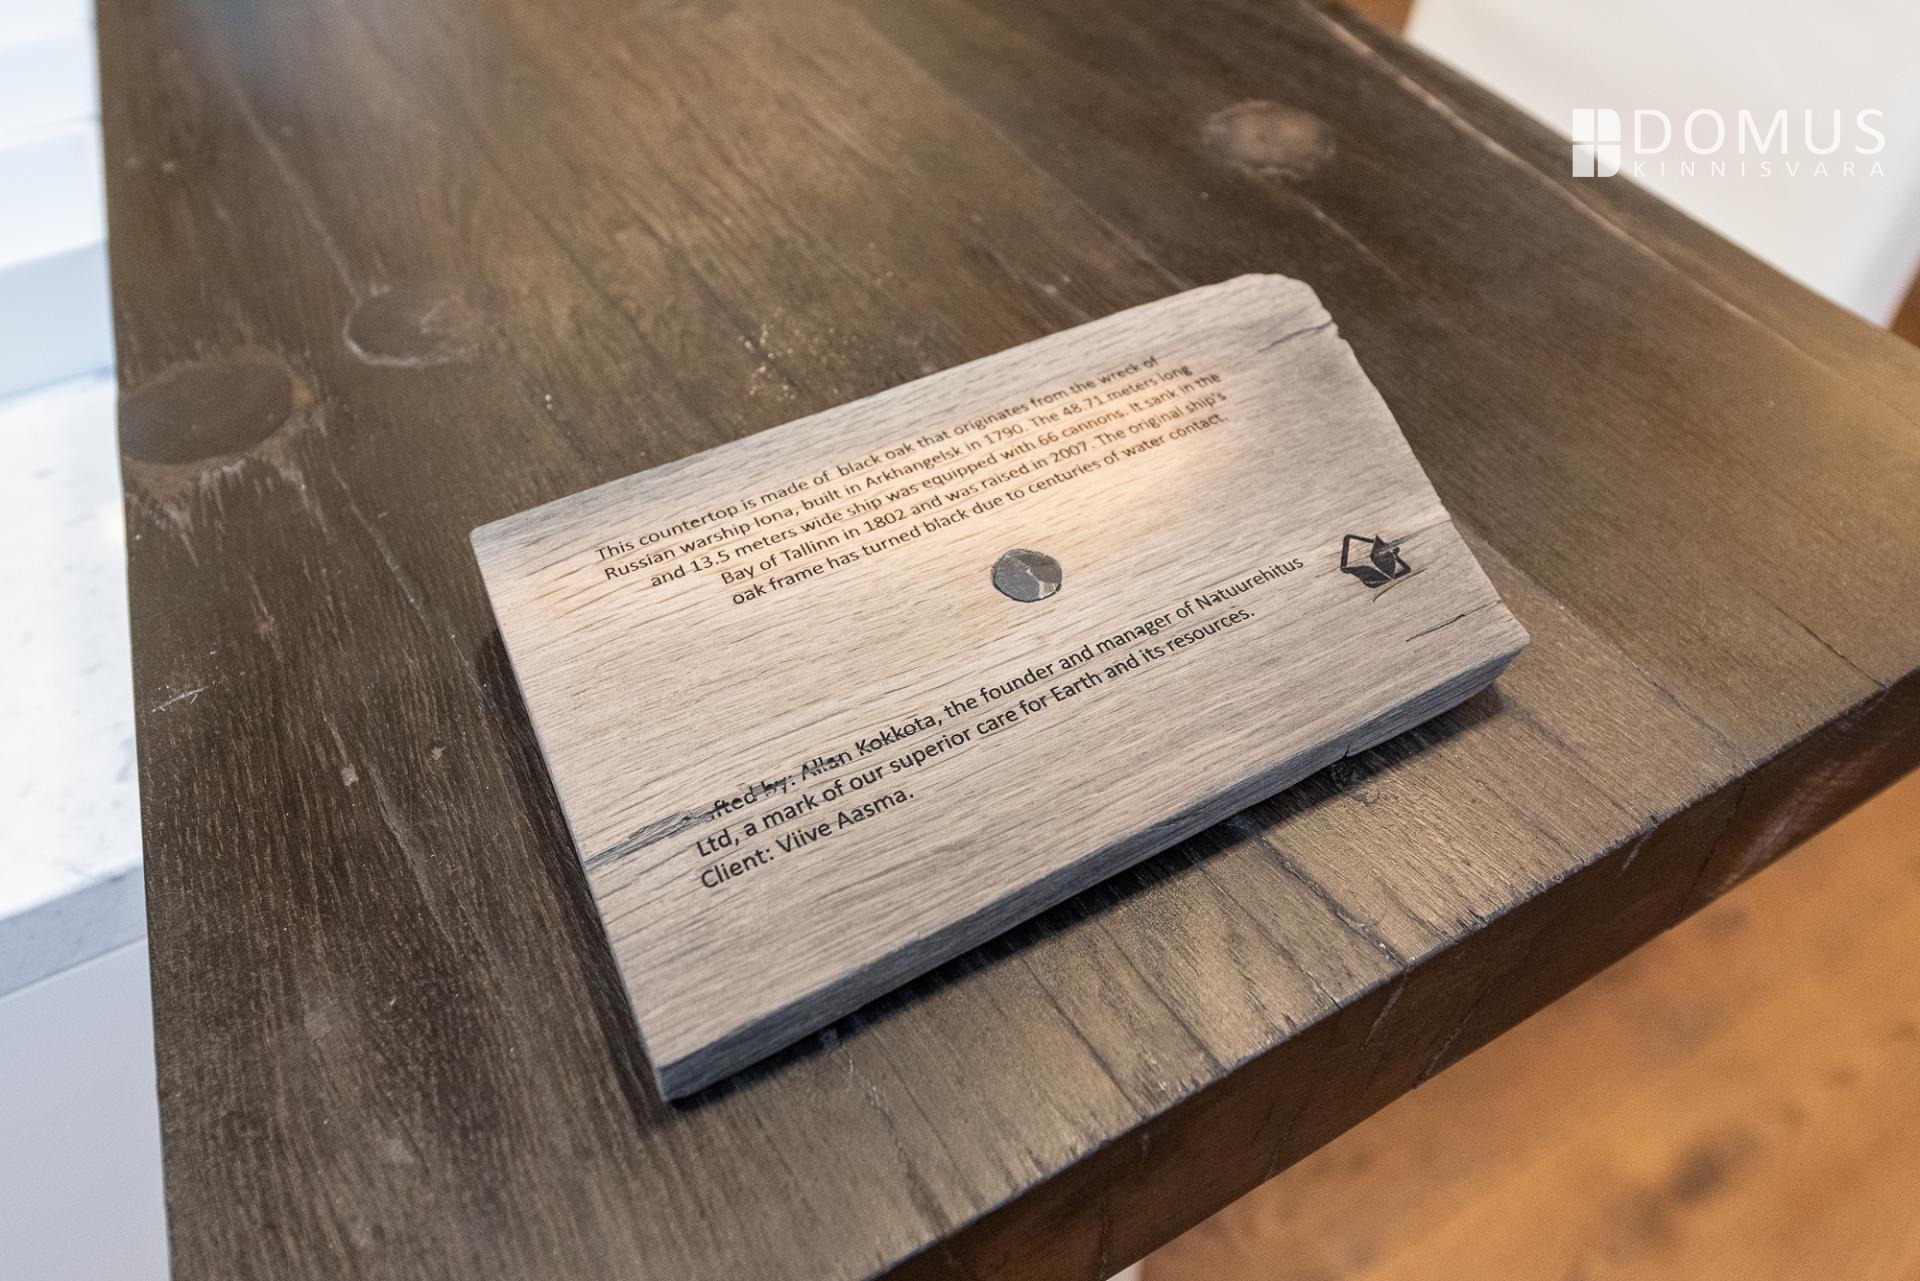 DOMUS
KINNISVARA
This countertop is made of black oak that originates from the wreck of
Russian warship Iona, built in Arkhangelsk in 1790. The 48.71 meters long
and 13.5 meters wide ship was equipped with 66 cannons. It sank in the
Bay of Tallinn in 1802 and was raised in 2007. The original ship's
oak frame has turned black due to centuries of water contact.
fted by: Allan Kokkota, the founder and manager of Natuurehitus
Ltd, a mark of our superior care for Earth and its resources.
Client: Viive Aasma.